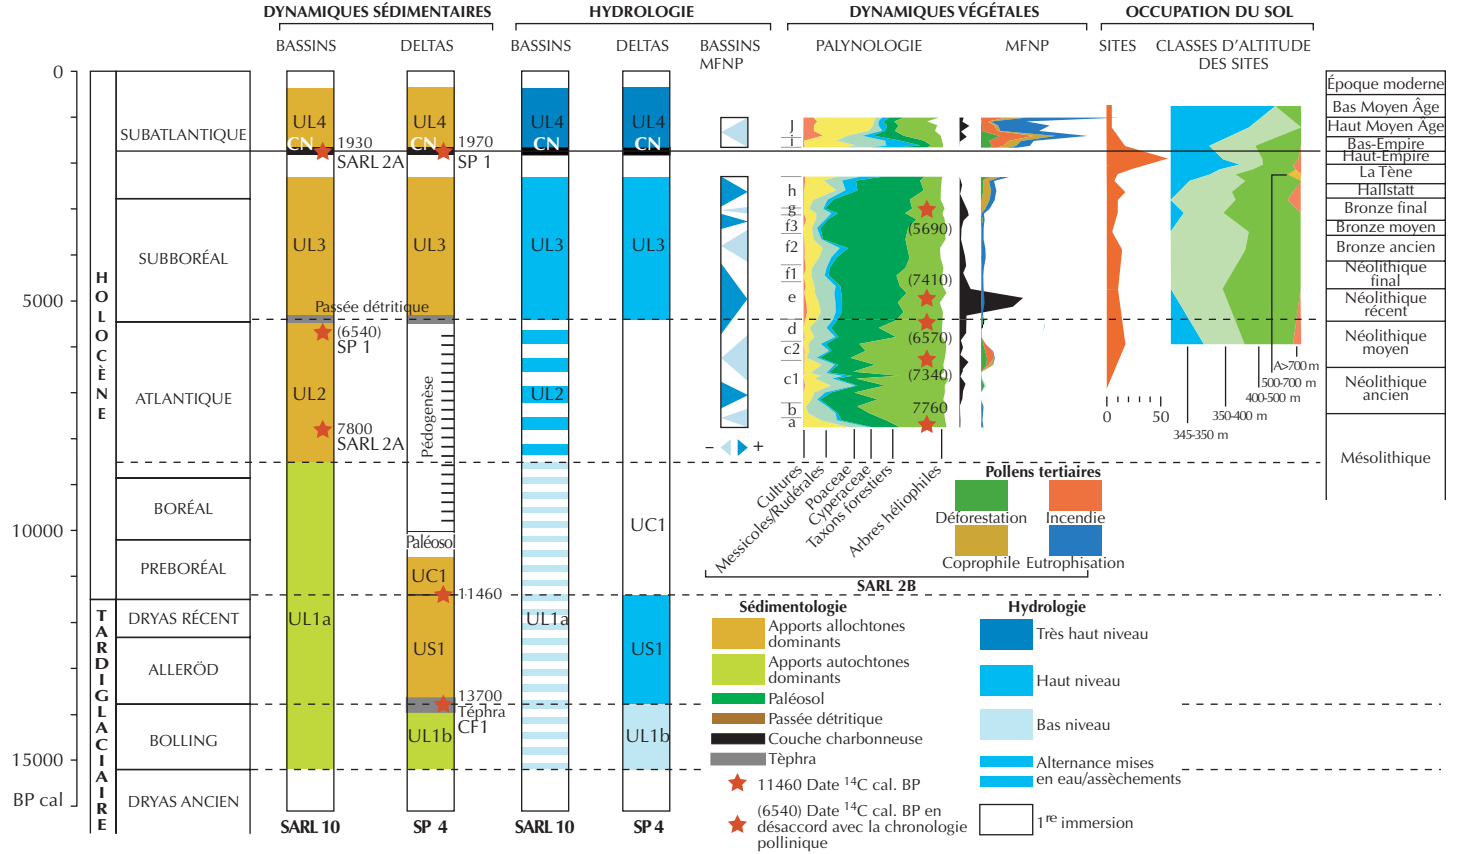 DYNAMIQUES SÉDIMENTAIRES
HYDROLOGIE
DYNAMIQUES VÉGÉTALES
OCCUPATION DU SOL
BASSINS
DELTAS
BASSINS
DELTAS
BASSINS
MFNP
PALYNOLOGIE
MFNP
SITES
CLASSES D'ALTITUDE
DES SITES
0
5000
10000
15000
BP cal
HOLOCÈNE
TARDIGLACIAIRE
SUBATLANTIQUE
SUBBORÉAL
ATLANTIQUE
BORÉAL
PREBORÉAL
DRYAS RÉCENT
ALLERÖD
BOLLING
DRYAS ANCIEN
UL4
CN
1930
SARL 2A
UL3
Passée détritique
(6540)
SP 1
UL2
7800
SARL 2A
UL1a
SARL 10
UL4
CN
1970
SP 1
UL3
Pédogenèse
Paléosol
UC1
11460
US1
13700
Téphra
CF1
UL1b
SP 4
UL4
CN
UL3
UL2
UL1a
SARL 10
UL4
CN
UL3
UC1
US1
UL1b
SP 4
– +
j
i
h
g
f3
f2
f1
e
d
c2
c1
b
a
(5690)
(7410)
(6570)
(7340)
7760
Cultures
Messicoles/Rudérales
Poaceae
Cyperaceae
Taxons forestiers
Arbres héliophiles
Pollens tertiaires
Déforestation
Incendie
Coprophile
Eutrophisation
SARL 2B
0
50
A>700 m
500-700 m
400-500 m
350-400 m
345-350 m
Époque moderne
Bas Moyen Âge
Haut Moyen Âge
Bas-Empire
Haut-Empire
La Tène
Hallstatt
Bronze final
Bronze moyen
Bronze ancien
Néolithique
final
Néolithique
récent
Néolithique
moyen
Néolithique
ancien
Mésolithique
Sédimentologie
Apports allochtones
dominants
Apports autochtones
dominants
Paléosol
Passée détritique
Couche charbonneuse
Tèphra
11460 Date 14C cal. BP
(6540) Date 14C cal. BP en
désaccord avec la chronologie
pollinique
Hydrologie
Très haut niveau
Haut niveau
Bas niveau
Alternance mises
en eau/assèchements
1re immersion